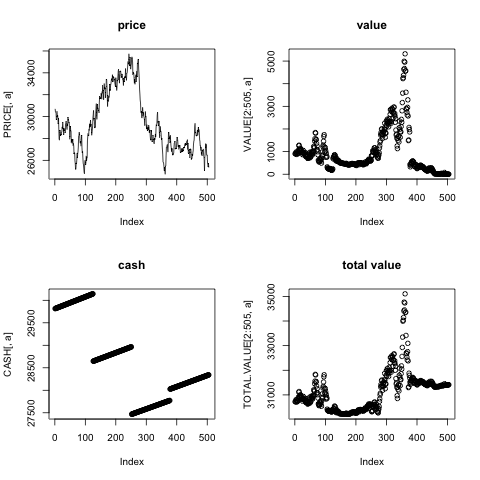 price
PRICE[, a]
26000 30000 34000
0 100 200 300 400 500
Index
value
VALUE[2:505, a]
0 1000 3000 5000
0 100 200 300 400 500
Index
cash
CASH[, a]
27500 28500 29500
0 100 200 300 400 500
Index
total value
TOTAL.VALUE[2:505, a]
31000 33000 35000
0 100 200 300 400 500
Index